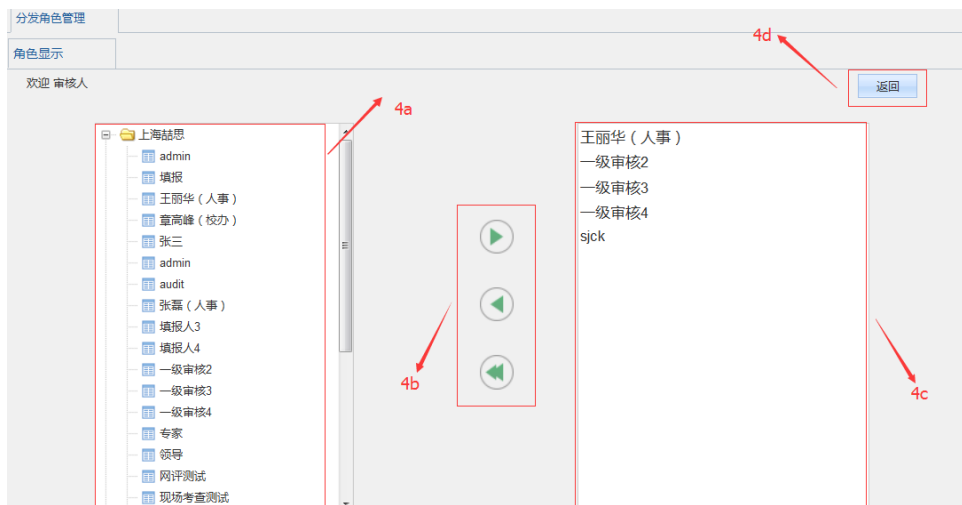 分发角色管理
4d
角色显示
欢迎 审核人
返回
4a
上海喆思
admin
填报
王丽华（人事）
章高峰（校办）
张三
admin
audit
张磊（人事）
填报人3
填报人4
一级审核2
一级审核3
一级审核4
专家
领导
网评测试
现场考查测试
4b
王丽华（人事）
一级审核2
一级审核3
一级审核4
sjck
4c